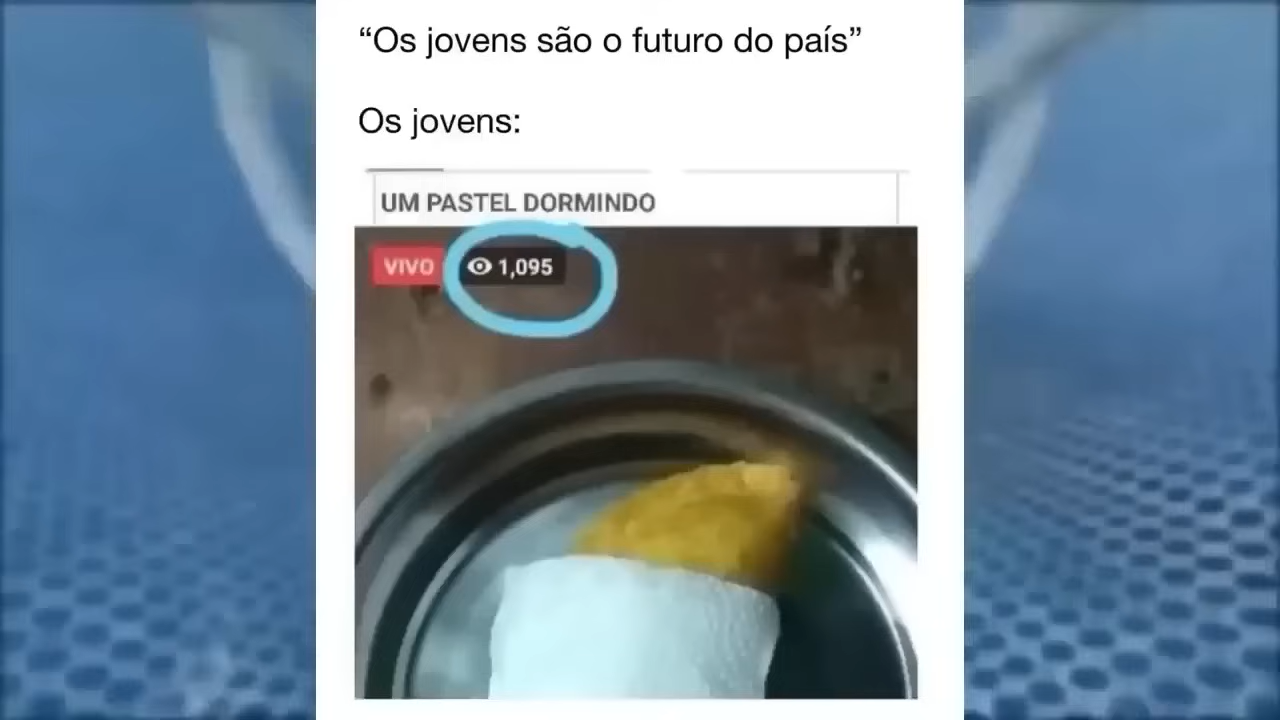 “Os jovens são o futuro do país”
Os jovens:
UM PASTEL DORMINDO
VIVO 1,095